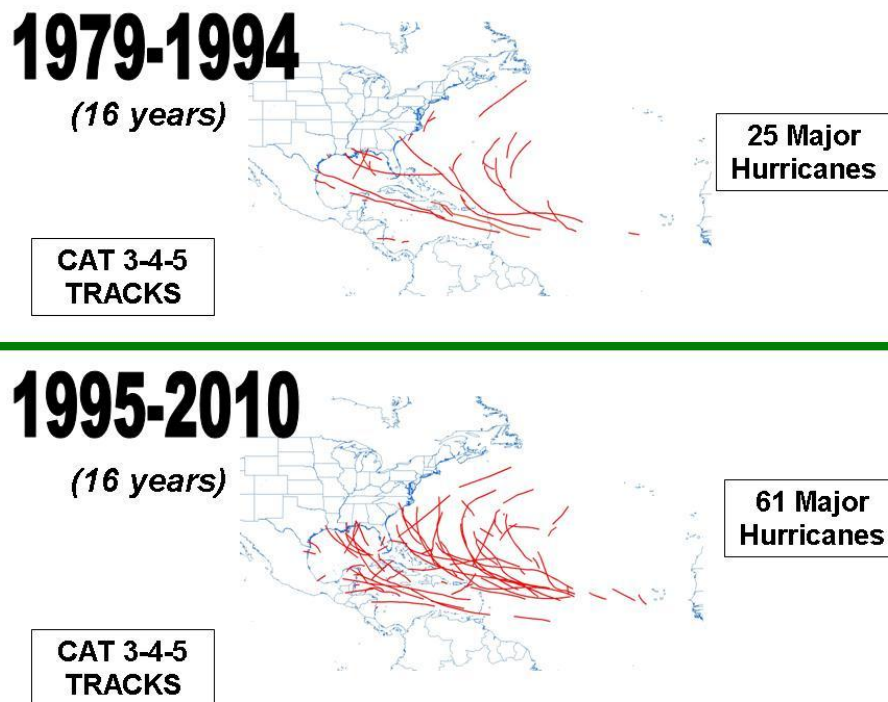 1979-1994
(16 years)
25 Major
Hurricanes
CAT 3-4-5
TRACKS
1995-2010
(16 years)
61 Major
Hurricanes
CAT 3-4-5
TRACKS